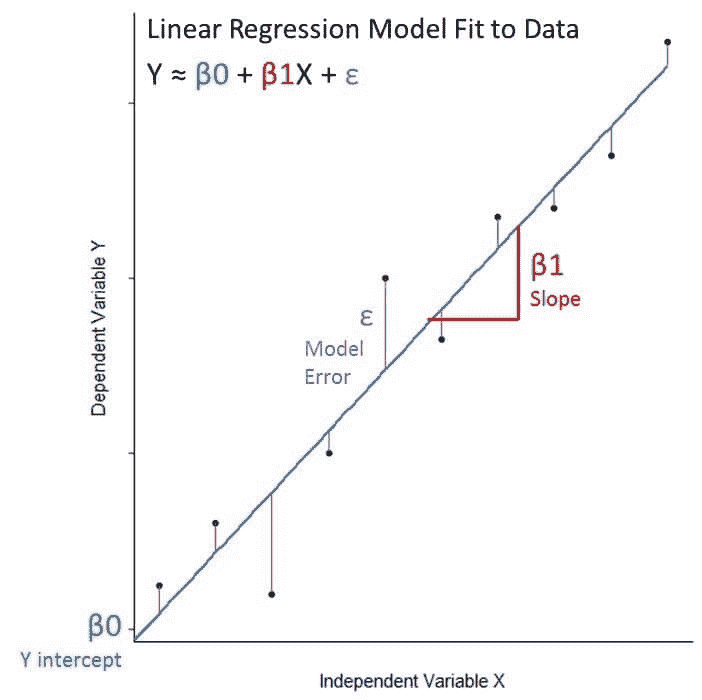 Linear Regression Model Fit to Data
Y ≈ β0 + β1X + ε
Dependent Variable Y
β1
Slope
ε
Model
Error
β0
Y intercept
Independent Variable X